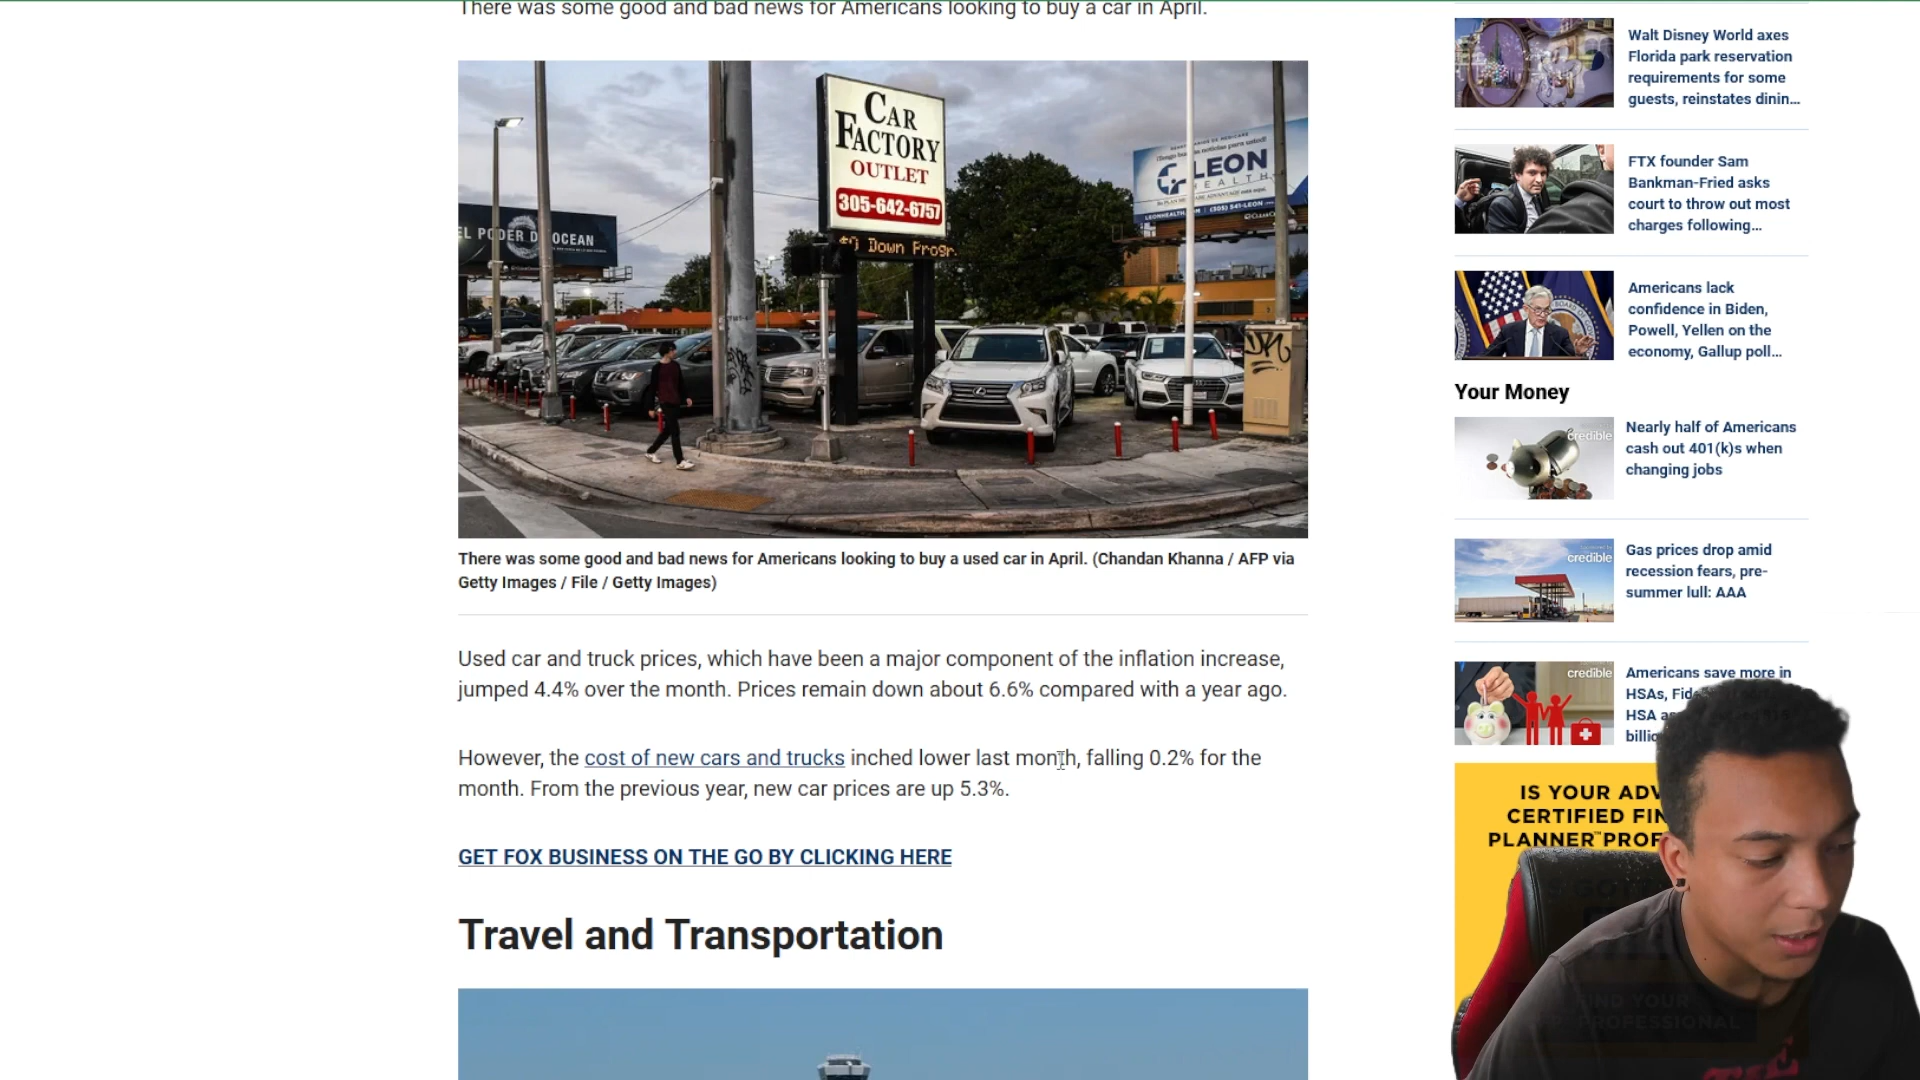 There was some good and bad news for Americans looking to buy a car in April.
CAR
FACTORY
OUTLET
305-642-6757
$0 Down Progr
EL PODER D OCEAN
LEON
HEALTH
There was some good and bad news for Americans looking to buy a used car in April. (Chandan Khanna / AFP via
Getty Images / File / Getty Images)
Used car and truck prices, which have been a major component of the inflation increase,
jumped 4.4% over the month. Prices remain down about 6.6% compared with a year ago.
However, the cost of new cars and trucks inched lower last month, falling 0.2% for the
month. From the previous year, new car prices are up 5.3%.
GET FOX BUSINESS ON THE GO BY CLICKING HERE
Travel and Transportation
Walt Disney World axes
Florida park reservation
requirements for some
guests, reinstates dinin...
FTX founder Sam
Bankman-Fried asks
court to throw out most
charges following...
Americans lack
confidence in Biden,
Powell, Yellen on the
economy, Gallup poll...
Your Money
credible
Nearly half of Americans
cash out 401(k)s when
changing jobs
credible
Gas prices drop amid
recession fears, pre-
summer lull: AAA
credible
Americans save more in
HSAs, Fid
HSA as
billio
IS YOUR ADV
CERTIFIED FIN
PLANNER™ PROF
FIND YOUR
PROFESSIONAL